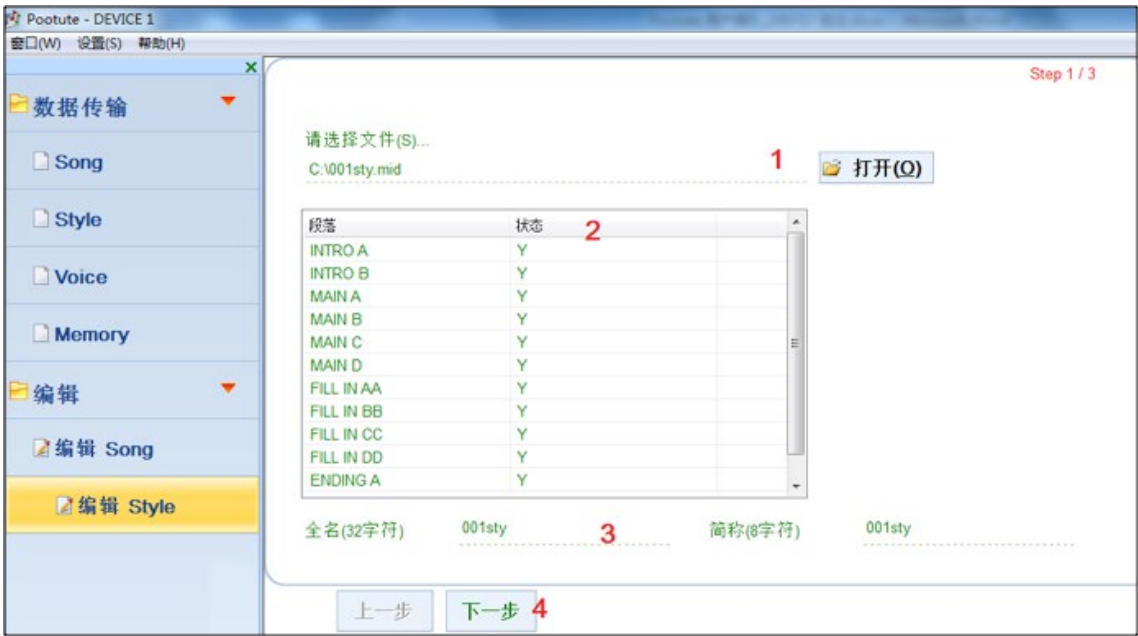 Pootute - DEVICE 1
窗口(W) 设置(S) 帮助(H)
数据传输
Song
Style
Voice
Memory
编辑
编辑 Song
编辑 Style
Step 1 / 3
请选择文件(S)...
C:\001sty.mid
1
打开(O)
段落 状态 2
INTRO A Y
INTRO B Y
MAIN A Y
MAIN B Y
MAIN C Y
MAIN D Y
FILL IN AA Y
FILL IN BB Y
FILL IN CC Y
FILL IN DD Y
ENDING A Y
全名(32字符) 001sty 3 简称(8字符) 001sty
上一步 下一步 4